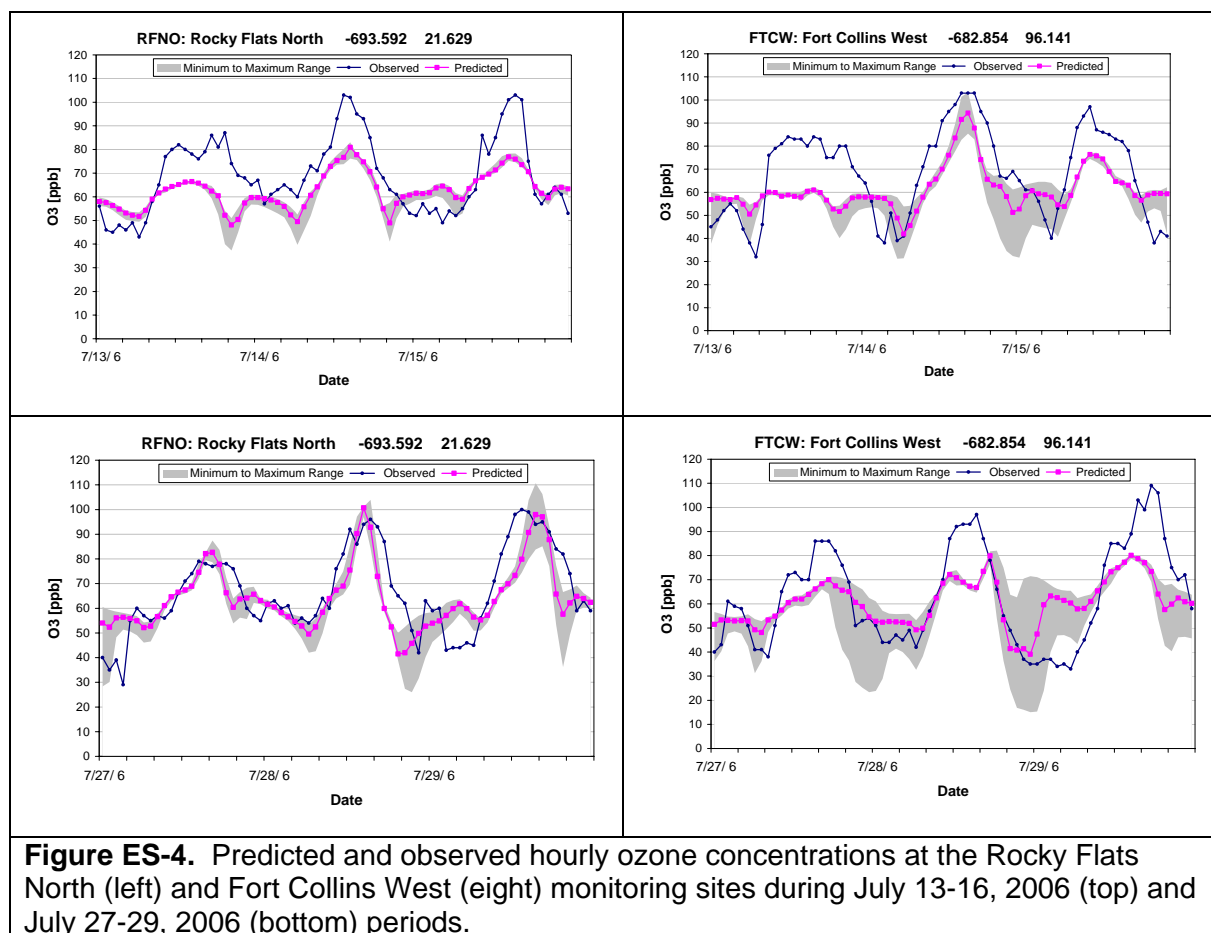 RFNO: Rocky Flats North -693.592 21.629
Minimum to Maximum Range Observed Predicted
120
110
100
90
80
70
60
50
40
30
20
10
0
O3 [ppb]
7/13/ 6 7/14/ 6 7/15/ 6
Date
FTCW: Fort Collins West -682.854 96.141
Minimum to Maximum Range Observed Predicted
120
110
100
90
80
70
60
50
40
30
20
10
0
O3 [ppb]
7/13/ 6 7/14/ 6 7/15/ 6
Date
RFNO: Rocky Flats North -693.592 21.629
Minimum to Maximum Range Observed Predicted
120
110
100
90
80
70
60
50
40
30
20
10
0
O3 [ppb]
7/27/ 6 7/28/ 6 7/29/ 6
Date
FTCW: Fort Collins West -682.854 96.141
Minimum to Maximum Range Observed Predicted
120
110
100
90
80
70
60
50
40
30
20
10
0
O3 [ppb]
7/27/ 6 7/28/ 6 7/29/ 6
Date
Figure ES-4. Predicted and observed hourly ozone concentrations at the Rocky Flats
North (left) and Fort Collins West (eight) monitoring sites during July 13-16, 2006 (top) and
July 27-29, 2006 (bottom) periods.